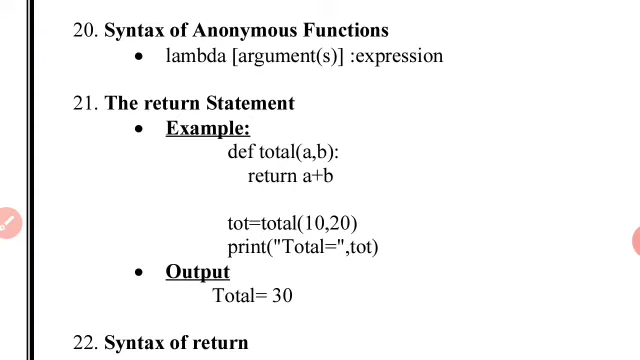 20. Syntax of Anonymous Functions
• lambda [argument(s)] :expression
21. The return Statement
• Example:
def total(a,b):
return a+b
tot=total(10,20)
print("Total=",tot)
• Output
Total= 30
22. Syntax of return